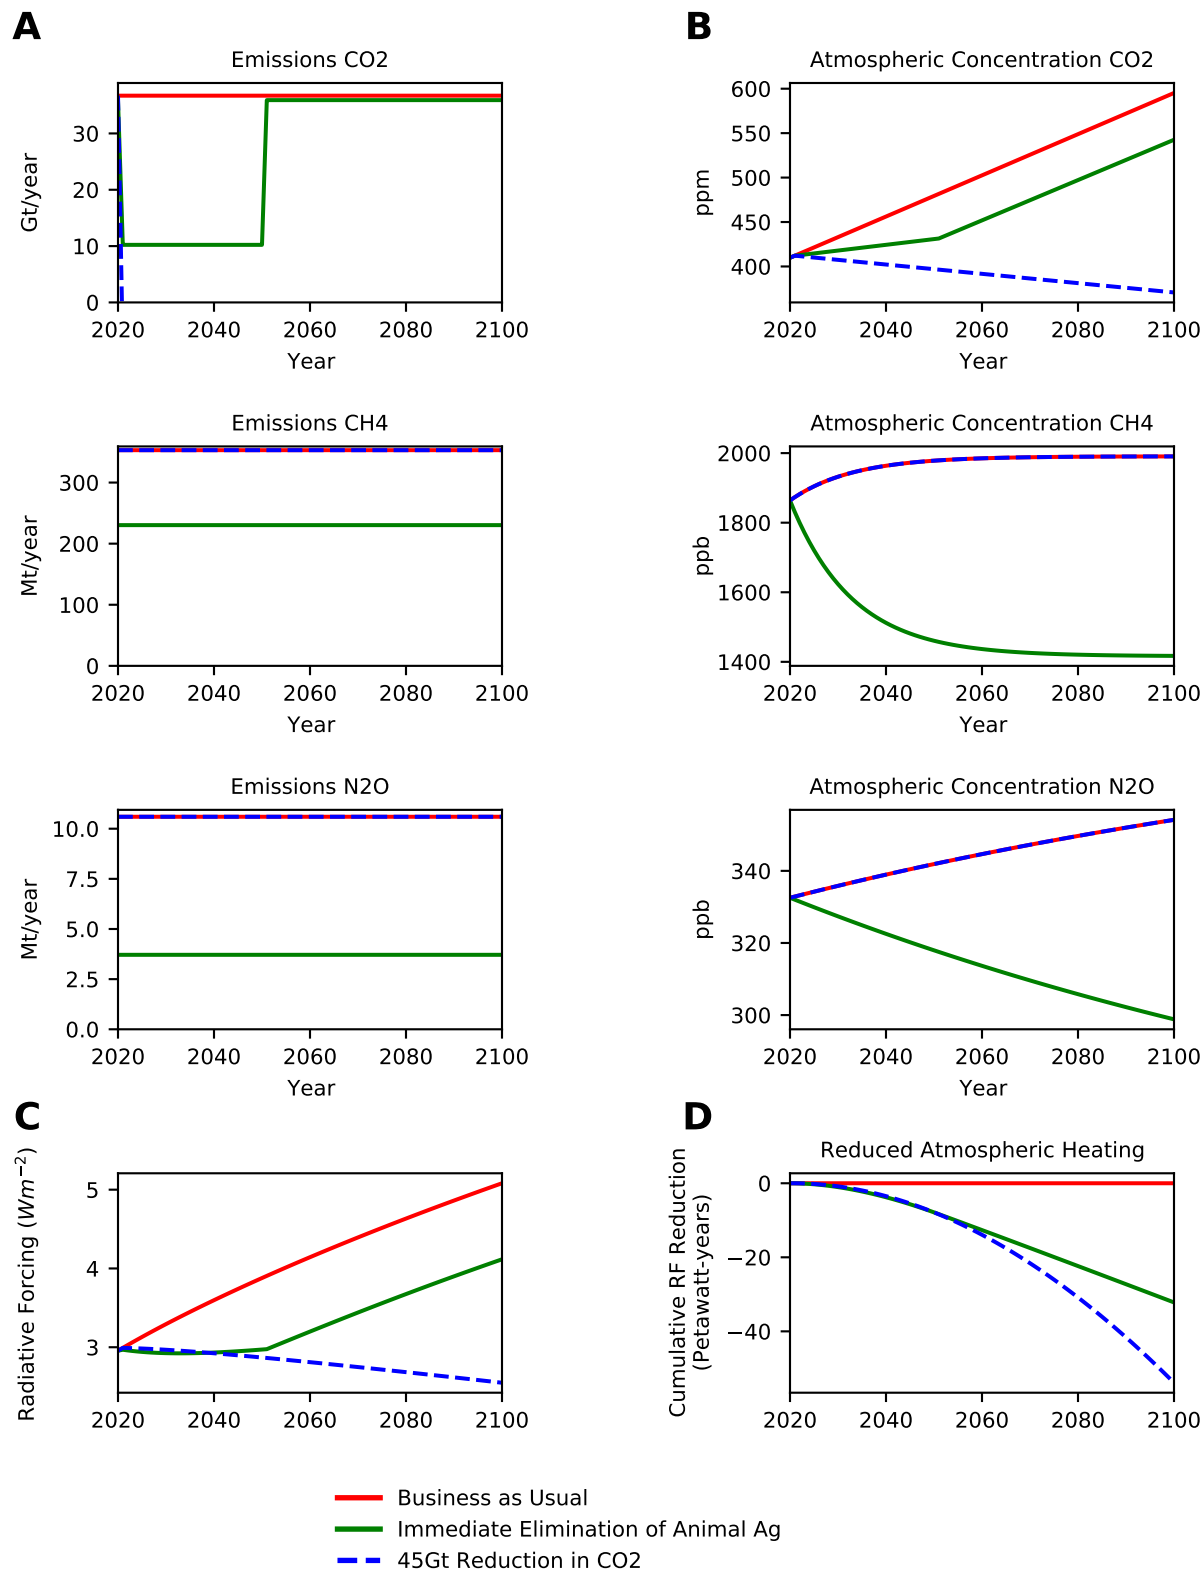 A
B
Emissions CO2
Gt/year
30
20
10
0
2020 2040 2060 2080 2100
Year
Atmospheric Concentration CO2
ppm
600
550
500
450
400
2020 2040 2060 2080 2100
Year
Emissions CH4
Mt/year
300
200
100
0
2020 2040 2060 2080 2100
Year
Atmospheric Concentration CH4
ppb
2000
1800
1600
1400
2020 2040 2060 2080 2100
Year
Emissions N2O
Mt/year
10.0
7.5
5.0
2.5
0.0
2020 2040 2060 2080 2100
Year
Atmospheric Concentration N2O
ppb
340
320
300
2020 2040 2060 2080 2100
Year
C
Radiative Forcing (Wm⁻²)
5
4
3
2020 2040 2060 2080 2100
D
Reduced Atmospheric Heating
Cumulative RF Reduction
(Petawatt-years)
0
−20
−40
2020 2040 2060 2080 2100
Business as Usual
Immediate Elimination of Animal Ag
45Gt Reduction in CO2